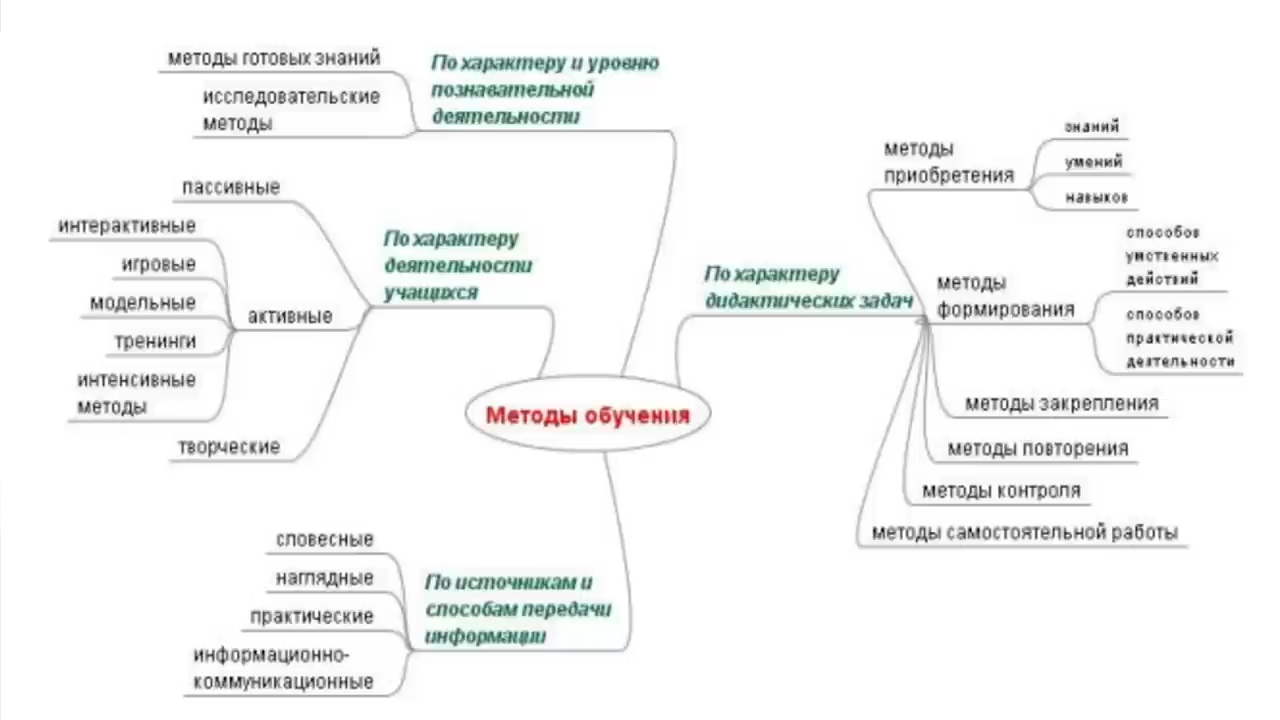 методы готовых знаний
исследовательские
методы
По характеру и уровню
познавательной
деятельности
пассивные
интерактивные
игровые
модельные
тренинги
интенсивные
методы
активные
творческие
По характеру
деятельности
учащихся
Методы обучения
словесные
наглядные
практические
информационно-
коммуникационные
По источникам и
способам передачи
информации
По характеру
дидактических задач
методы
приобретения
знаний
умений
навыков
методы
формирования
способов
умственных
действий
способов
практической
деятельности
методы закрепления
методы повторения
методы контроля
методы самостоятельной работы